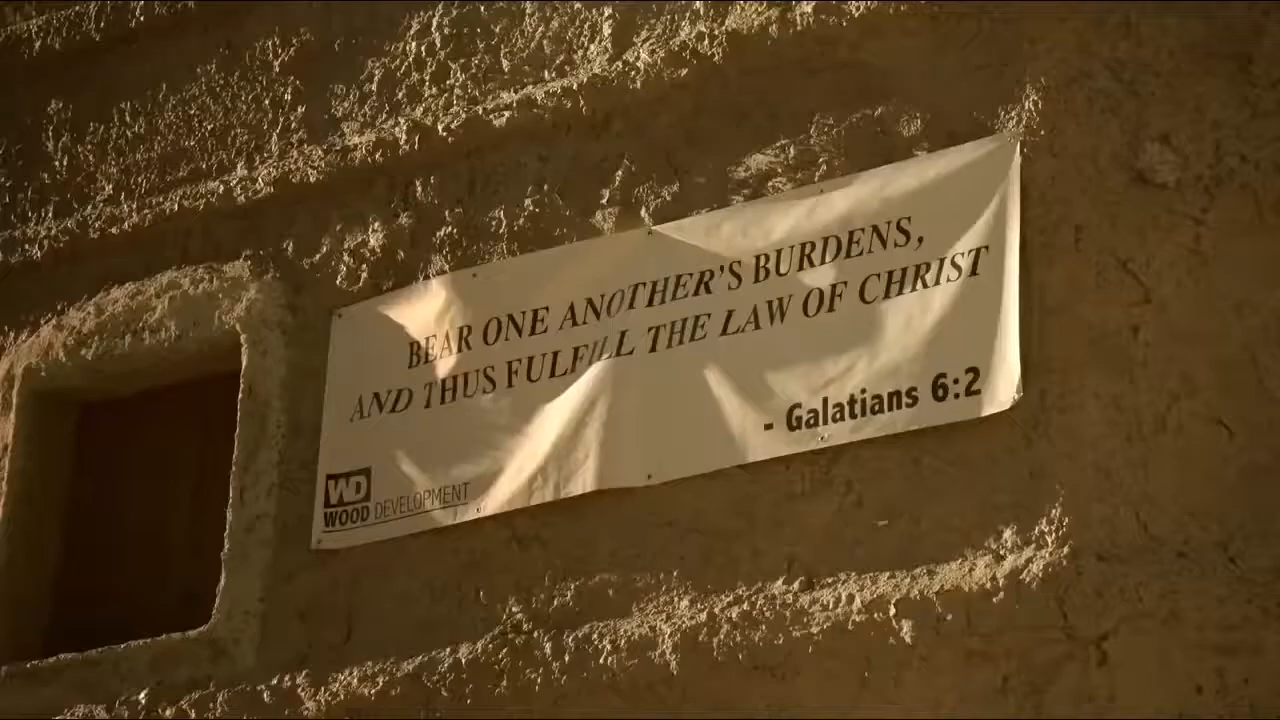 BEAR ONE ANOTHER'S BURDENS,
AND THUS FULFILL THE LAW OF CHRIST
- Galatians 6:2
WD
WOOD DEVELOPMENT